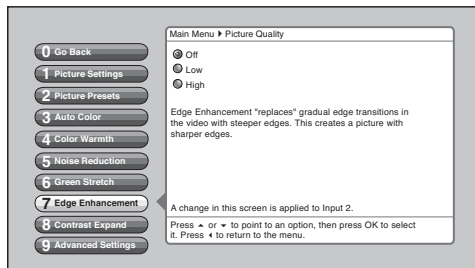 Main Menu ▶ Picture Quality
0 Go Back
1 Picture Settings
2 Picture Presets
3 Auto Color
4 Color Warmth
5 Noise Reduction
6 Green Stretch
7 Edge Enhancement
8 Contrast Expand
9 Advanced Settings
Off
Low
High
Edge Enhancement "replaces" gradual edge transitions in
the video with steeper edges. This creates a picture with
sharper edges.
A change in this screen is applied to Input 2.
Press ▲ or ▼ to point to an option, then press OK to select
it. Press ◀ to return to the menu.